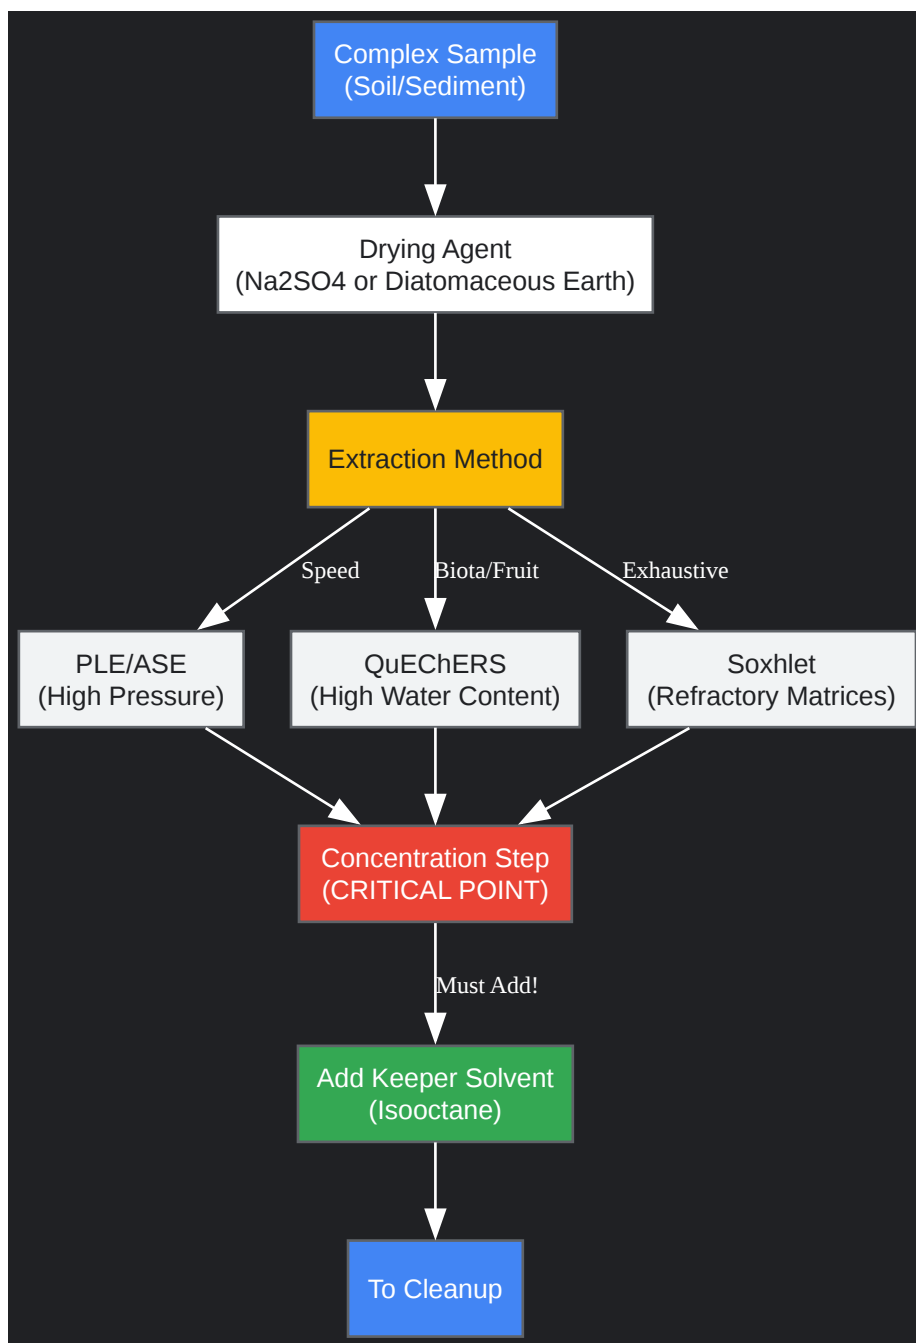 Complex Sample
(Soil/Sediment)
Drying Agent
(Na2SO4 or Diatomaceous Earth)
Extraction Method
Speed
Biota/Fruit
Exhaustive
PLE/ASE
(High Pressure)
QuEChERS
(High Water Content)
Soxhlet
(Refractory Matrices)
Concentration Step
(CRITICAL POINT)
Must Add!
Add Keeper Solvent
(Isooctane)
To Cleanup